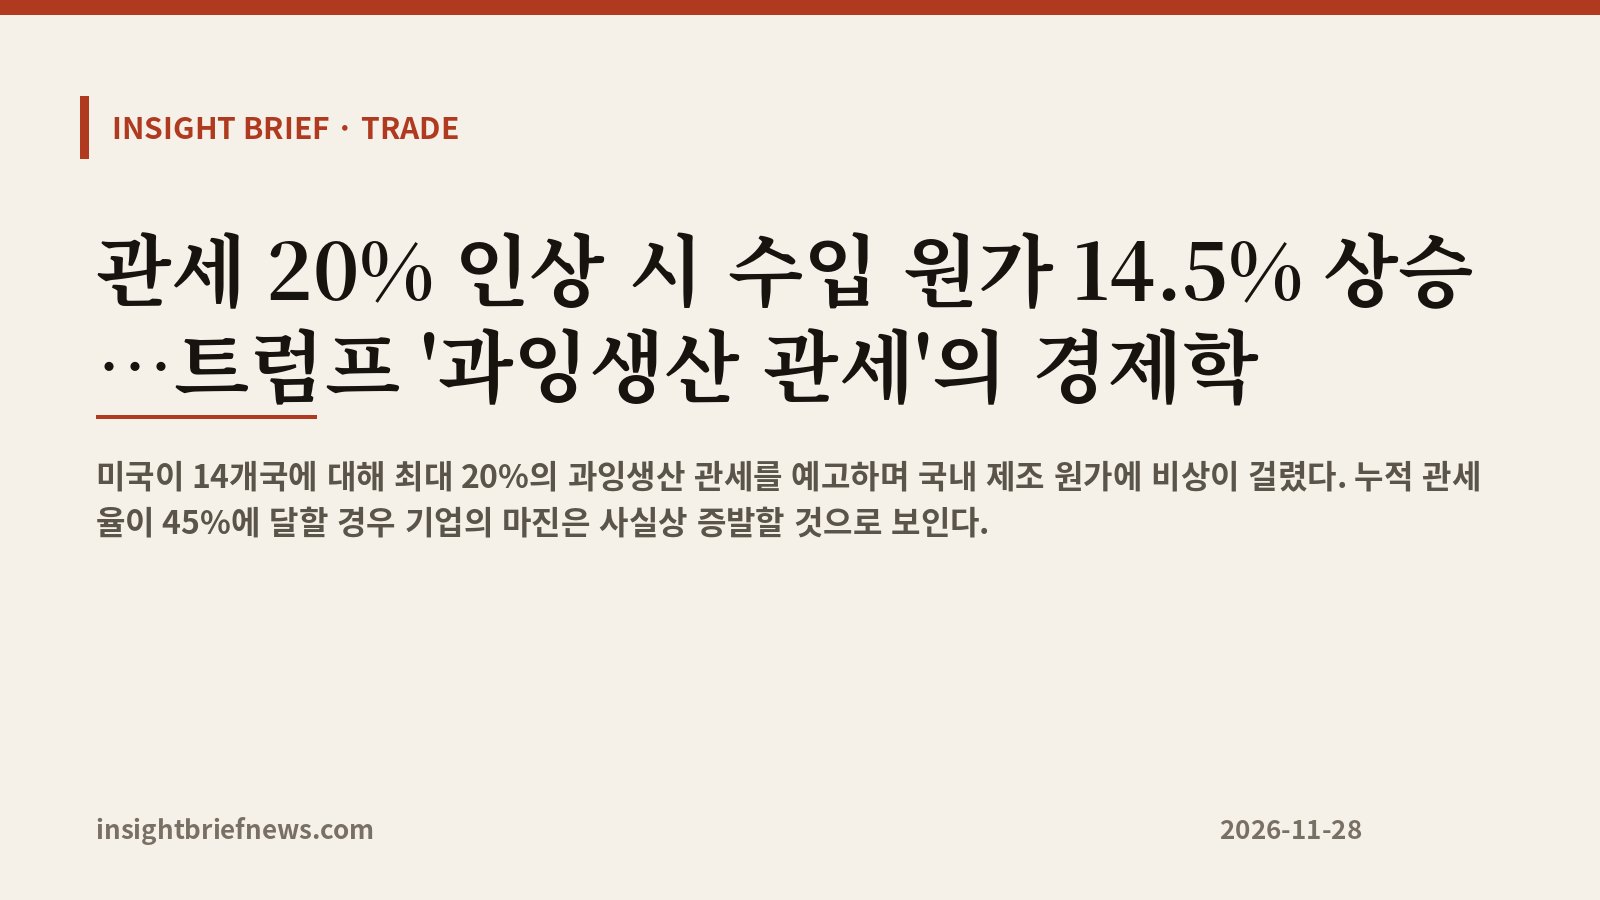 INSIGHT BRIEF · TRADE
관세 20% 인상 시 수입 원가 14.5% 상승
…트럼프 '과잉생산 관세'의 경제학
미국이 14개국에 대해 최대 20%의 과잉생산 관세를 예고하며 국내 제조 원가에 비상이 걸렸다. 누적 관세
율이 45%에 달할 경우 기업의 마진은 사실상 증발할 것으로 보인다.
insightbriefnews.com
2026-11-28